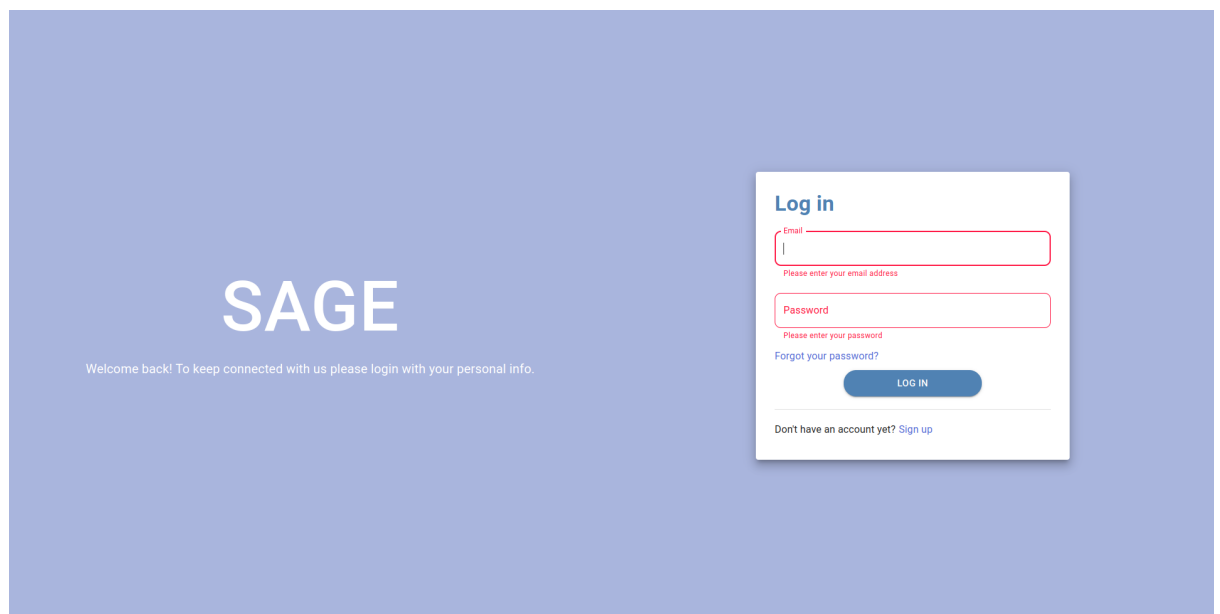 SAGE
Welcome back! To keep connected with us please login with your personal info.
Log in
Email
Please enter your email address
Password
Please enter your password
Forgot your password?
LOG IN
Don't have an account yet? Sign up